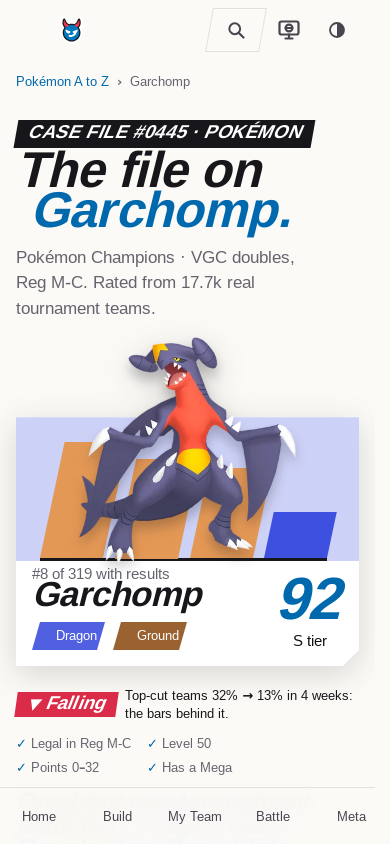 Pokémon A to Z › Garchomp
CASE FILE #0445 · POKÉMON
The file on
Garchomp.
Pokémon Champions · VGC doubles,
Reg M-C. Rated from 17.7k real
tournament teams.
#8 of 319 with results
Garchomp
92
S tier
Dragon Ground
▼ Falling
Top-cut teams 32% → 13% in 4 weeks:
the bars behind it.
✓ Legal in Reg M-C ✓ Level 50
✓ Points 0–32 ✓ Has a Mega
Home Build My Team Battle Meta